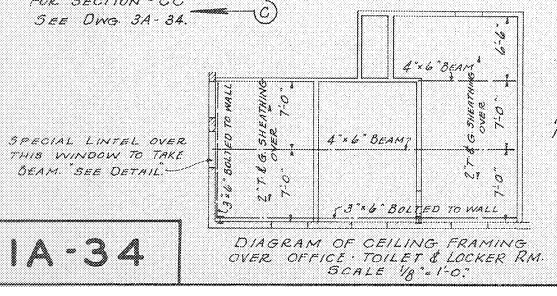 FOR SECTION - CC
SEE DWG. 3A-34.
C
6'-6"
4"x6" BEAM
3"x6" BOLTED TO WALL
2" T. & G. SHEATHING
OVER
7'-0"
7'-0"
4"x6" BEAM
2" T. & G. SHEATHING
OVER
7'-0"
7'-0"
SPECIAL LINTEL OVER
THIS WINDOW TO TAKE
BEAM. SEE DETAIL.
3"x6" BOLTED TO WALL
1A-34
DIAGRAM OF CEILING FRAMING
OVER OFFICE - TOILET & LOCKER RM.
SCALE 1/8" = 1'-0".